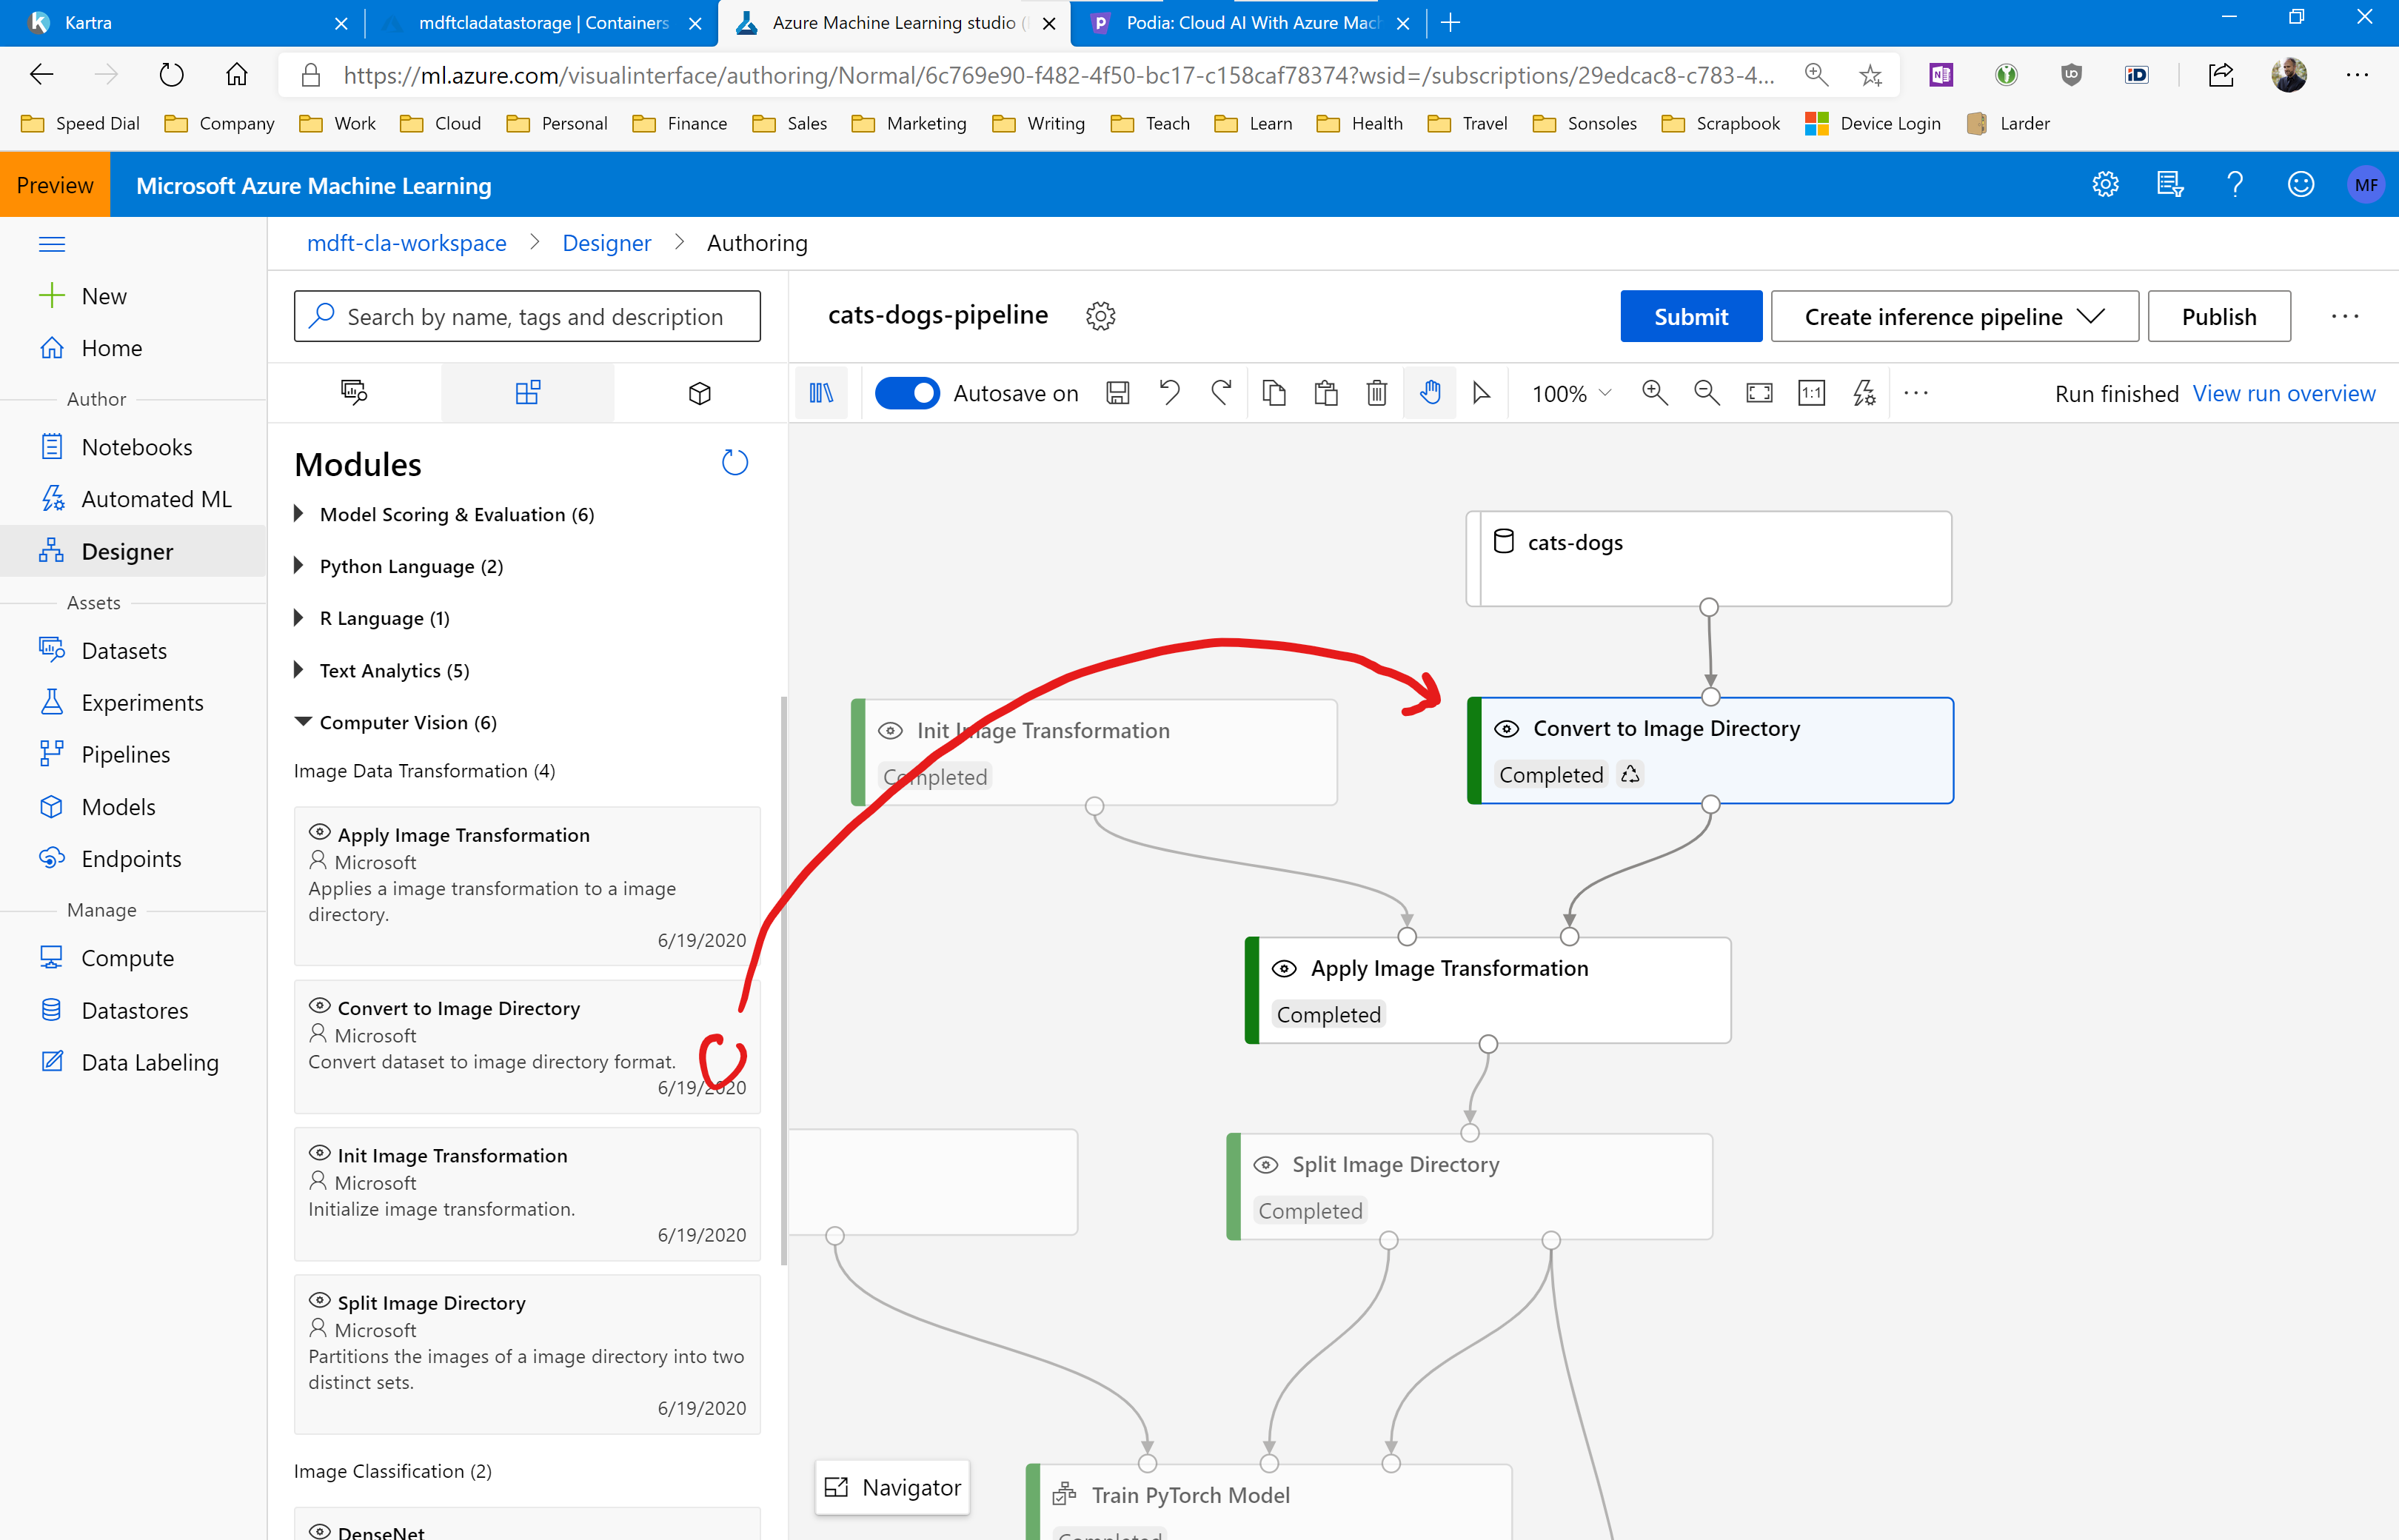 Kartra
mdftcladatastorage | Containers
Azure Machine Learning studio (
Podia: Cloud AI With Azure Mach
https://ml.azure.com/visualinterface/authoring/Normal/6c769e90-f482-4f50-bc17-c158caf78374?wsid=/subscriptions/29edcac8-c783-4...
Speed Dial
Company
Work
Cloud
Personal
Finance
Sales
Marketing
Writing
Teach
Learn
Health
Travel
Sonsoles
Scrapbook
Device Login
Larder
Preview
Microsoft Azure Machine Learning
MF
mdft-cla-workspace > Designer > Authoring
New
Home
Author
Notebooks
Automated ML
Designer
Assets
Datasets
Experiments
Pipelines
Models
Endpoints
Manage
Compute
Datastores
Data Labeling
Search by name, tags and description
Modules
Model Scoring & Evaluation (6)
Python Language (2)
R Language (1)
Text Analytics (5)
Computer Vision (6)
Image Data Transformation (4)
Apply Image Transformation
Microsoft
Applies a image transformation to a image
directory.
6/19/2020
Convert to Image Directory
Microsoft
Convert dataset to image directory format.
6/19/2020
Init Image Transformation
Microsoft
Initialize image transformation.
6/19/2020
Split Image Directory
Microsoft
Partitions the images of a image directory into two
distinct sets.
6/19/2020
Image Classification (2)
DenseNet
cats-dogs-pipeline
Submit
Create inference pipeline
Publish
...
Autosave on
100%
1:1
...
Run finished
View run overview
cats-dogs
Init Image Transformation
Completed
Convert to Image Directory
Completed
Apply Image Transformation
Completed
Split Image Directory
Completed
Train PyTorch Model
Completed
Navigator